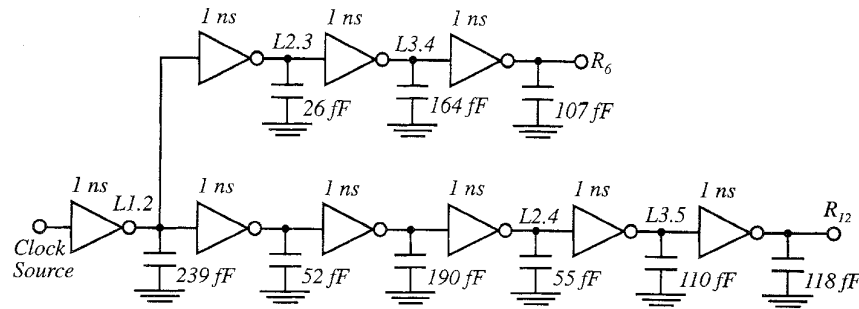 1 ns 1 ns 1 ns
L2.3 L3.4
R6
26 fF 164 fF 107 fF
1 ns 1 ns 1 ns 1 ns 1 ns 1 ns
L1.2 L2.4 L3.5 R12
Clock
Source
239 fF 52 fF 190 fF 55 fF 110 fF 118 fF